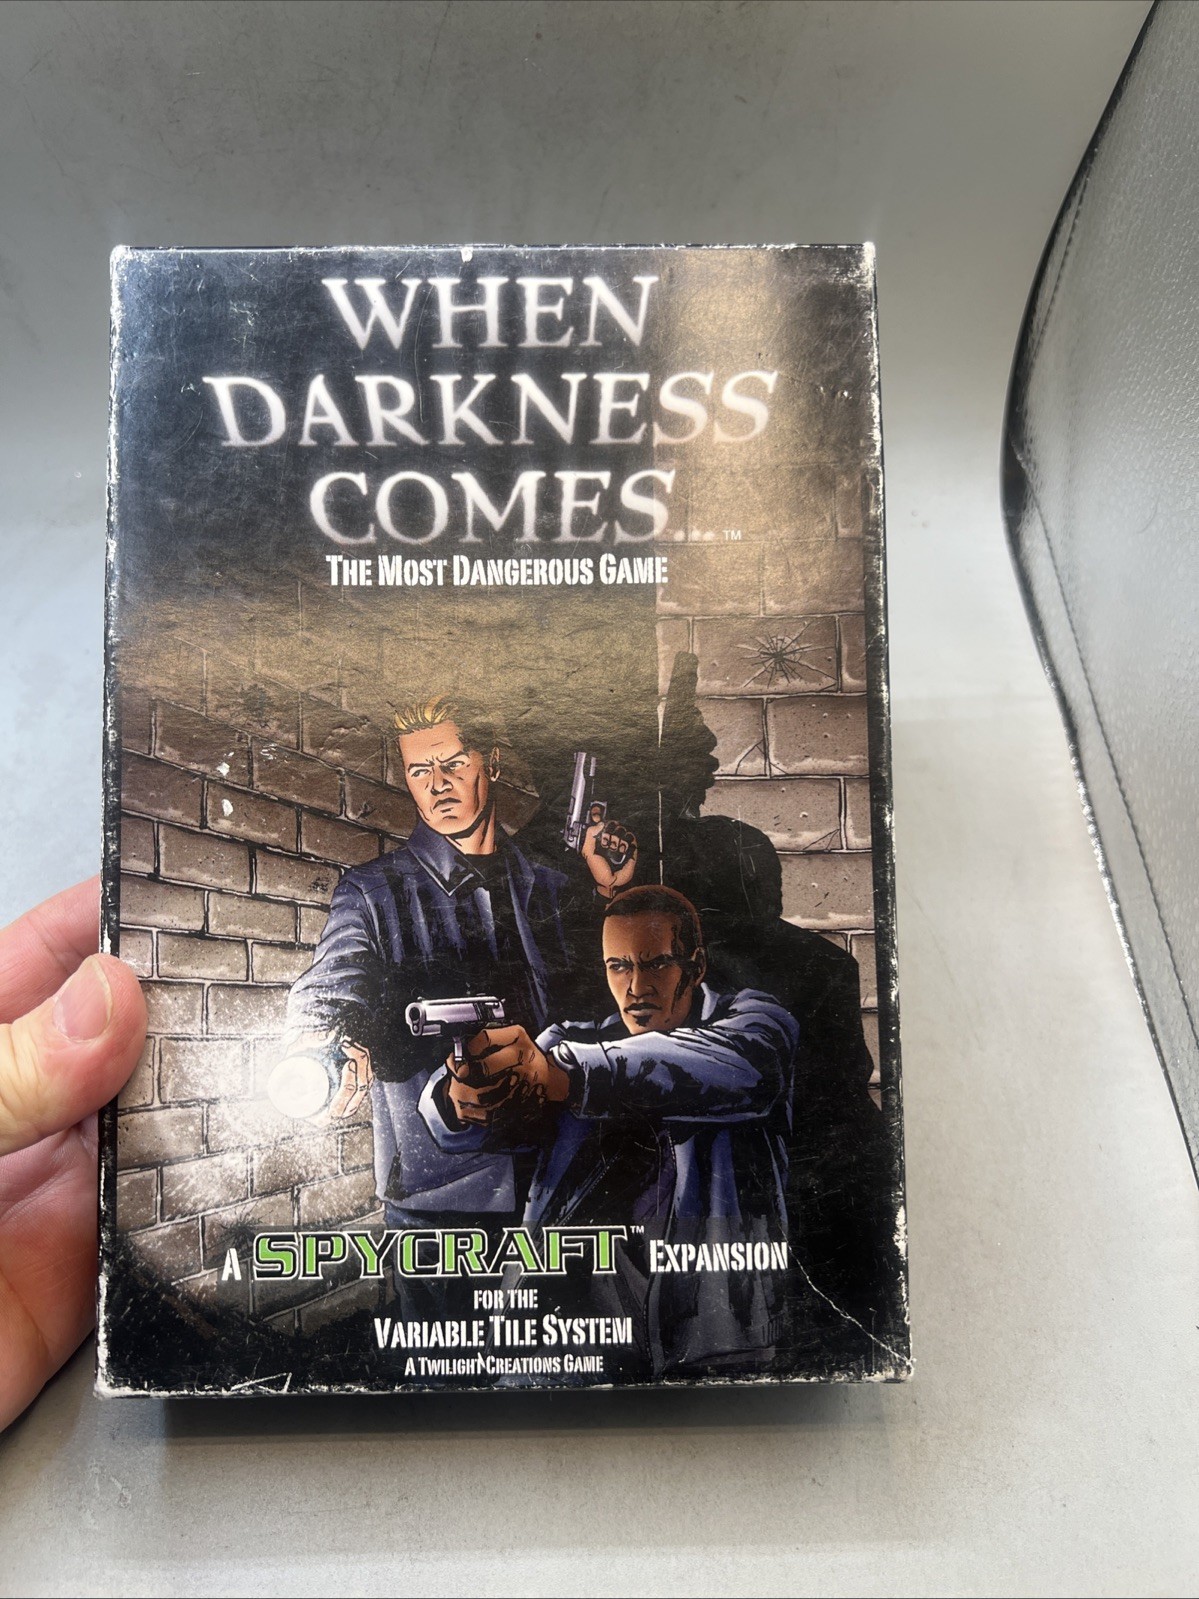 WHEN
DARKNESS
COMES...™
THE MOST DANGEROUS GAME
A SPYCRAFT™ EXPANSION
FOR THE
VARIABLE TILE SYSTEM
A TWILIGHT CREATIONS GAME